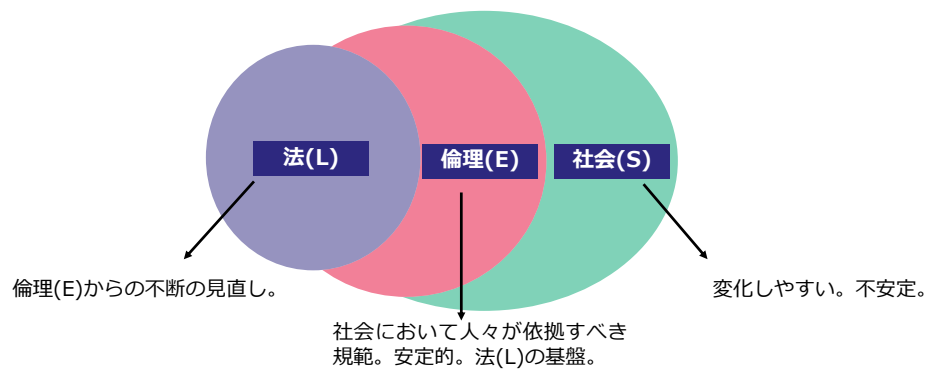 法(L)
倫理(E)
社会(S)
倫理(E)からの不断の見直し。
変化しやすい。不安定。
社会において人々が依拠すべき
規範。安定的。法(L)の基盤。